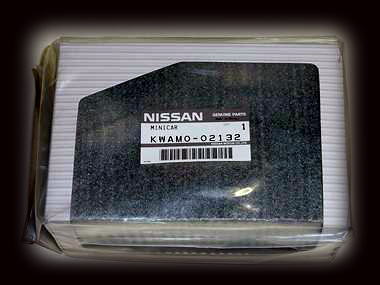 NISSAN GENUINE PARTS
MINICAR 1
KWAM0-02132